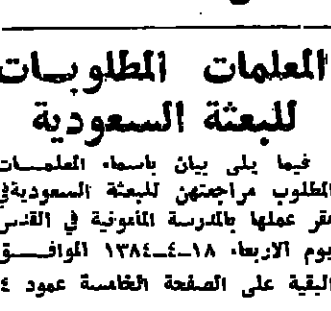 المعلمات المطلوبات
للبعثة السعودية
فيما يلى بيان باسماء المعلمات
المطلوب مراجعتهن للبعثة السعودية في
مقر عملها بالمدرسة المأمونية في القدس
يوم الاربعاء ١٨-٤-١٣٨٤ الموافق
البقية على الصفحة الخامسة عمود ٤